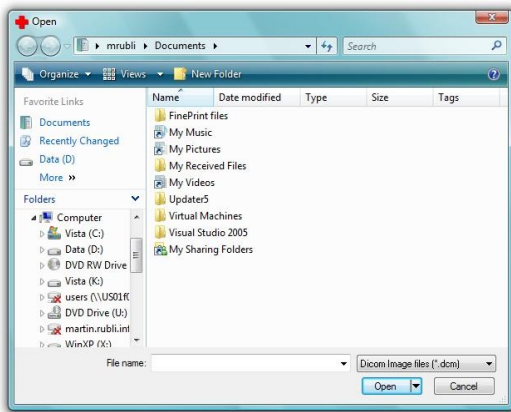 Open
mrubli Documents Search
Organize Views New Folder
Favorite Links
Documents
Recently Changed
Data (D)
More »
Folders
Computer
Vista (C:)
Data (D:)
DVD RW Drive
Vista (K:)
users (\\US01f(
DVD Drive (U:)
martin.rubli.int
WinXP (X:)
Name Date modified Type Size Tags
FinePrint files
My Music
My Pictures
My Received Files
My Videos
Updater5
Virtual Machines
Visual Studio 2005
My Sharing Folders
File name: Dicom Image files (*.dcm)
Open Cancel